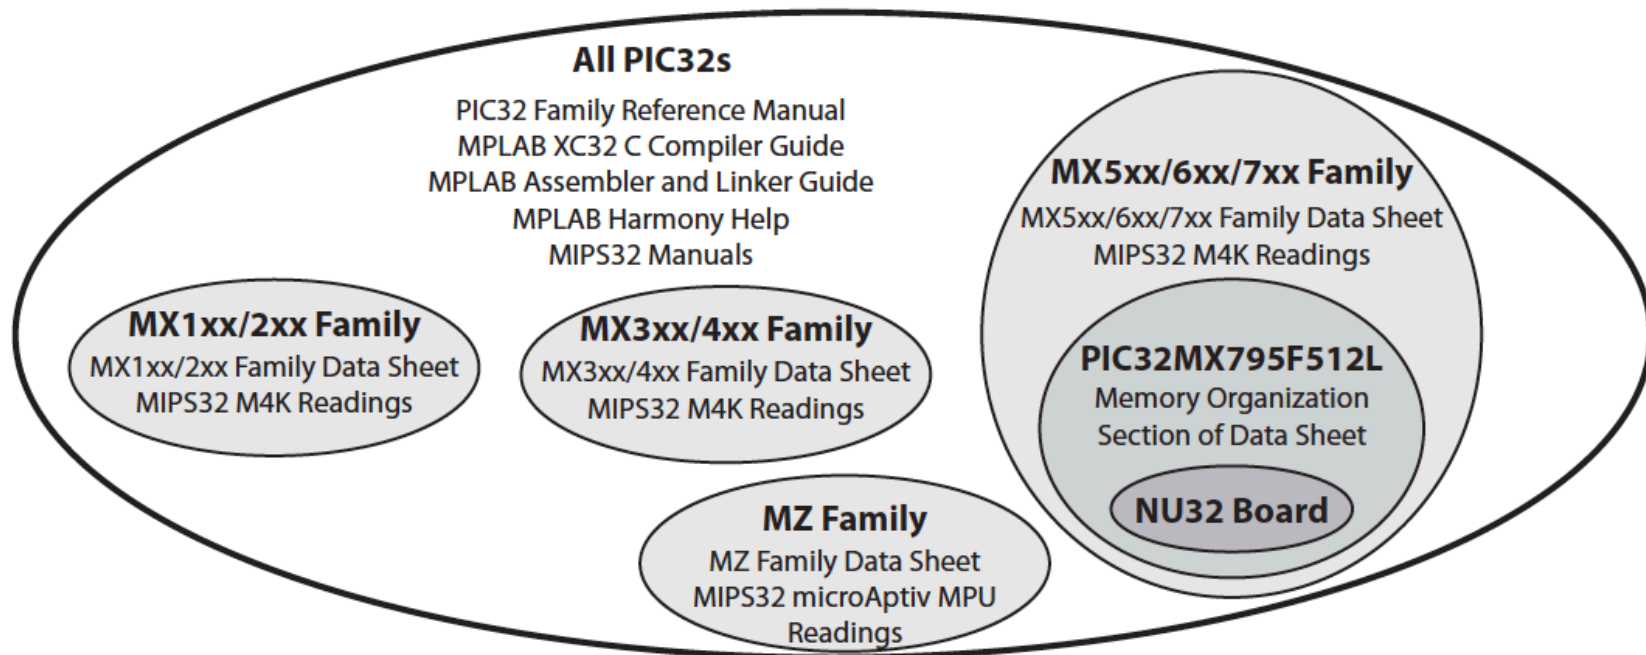 All PIC32s
PIC32 Family Reference Manual
MPLAB XC32 C Compiler Guide
MPLAB Assembler and Linker Guide
MPLAB Harmony Help
MIPS32 Manuals
MX1xx/2xx Family
MX1xx/2xx Family Data Sheet
MIPS32 M4K Readings
MX3xx/4xx Family
MX3xx/4xx Family Data Sheet
MIPS32 M4K Readings
MZ Family
MZ Family Data Sheet
MIPS32 microAptiv MPU
Readings
MX5xx/6xx/7xx Family
MX5xx/6xx/7xx Family Data Sheet
MIPS32 M4K Readings
PIC32MX795F512L
Memory Organization
Section of Data Sheet
NU32 Board